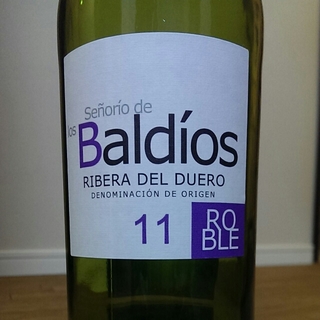 Señorío de
los
Baldíos
RIBERA DEL DUERO
DENOMINACIÓN DE ORIGEN
11
RO
BLE